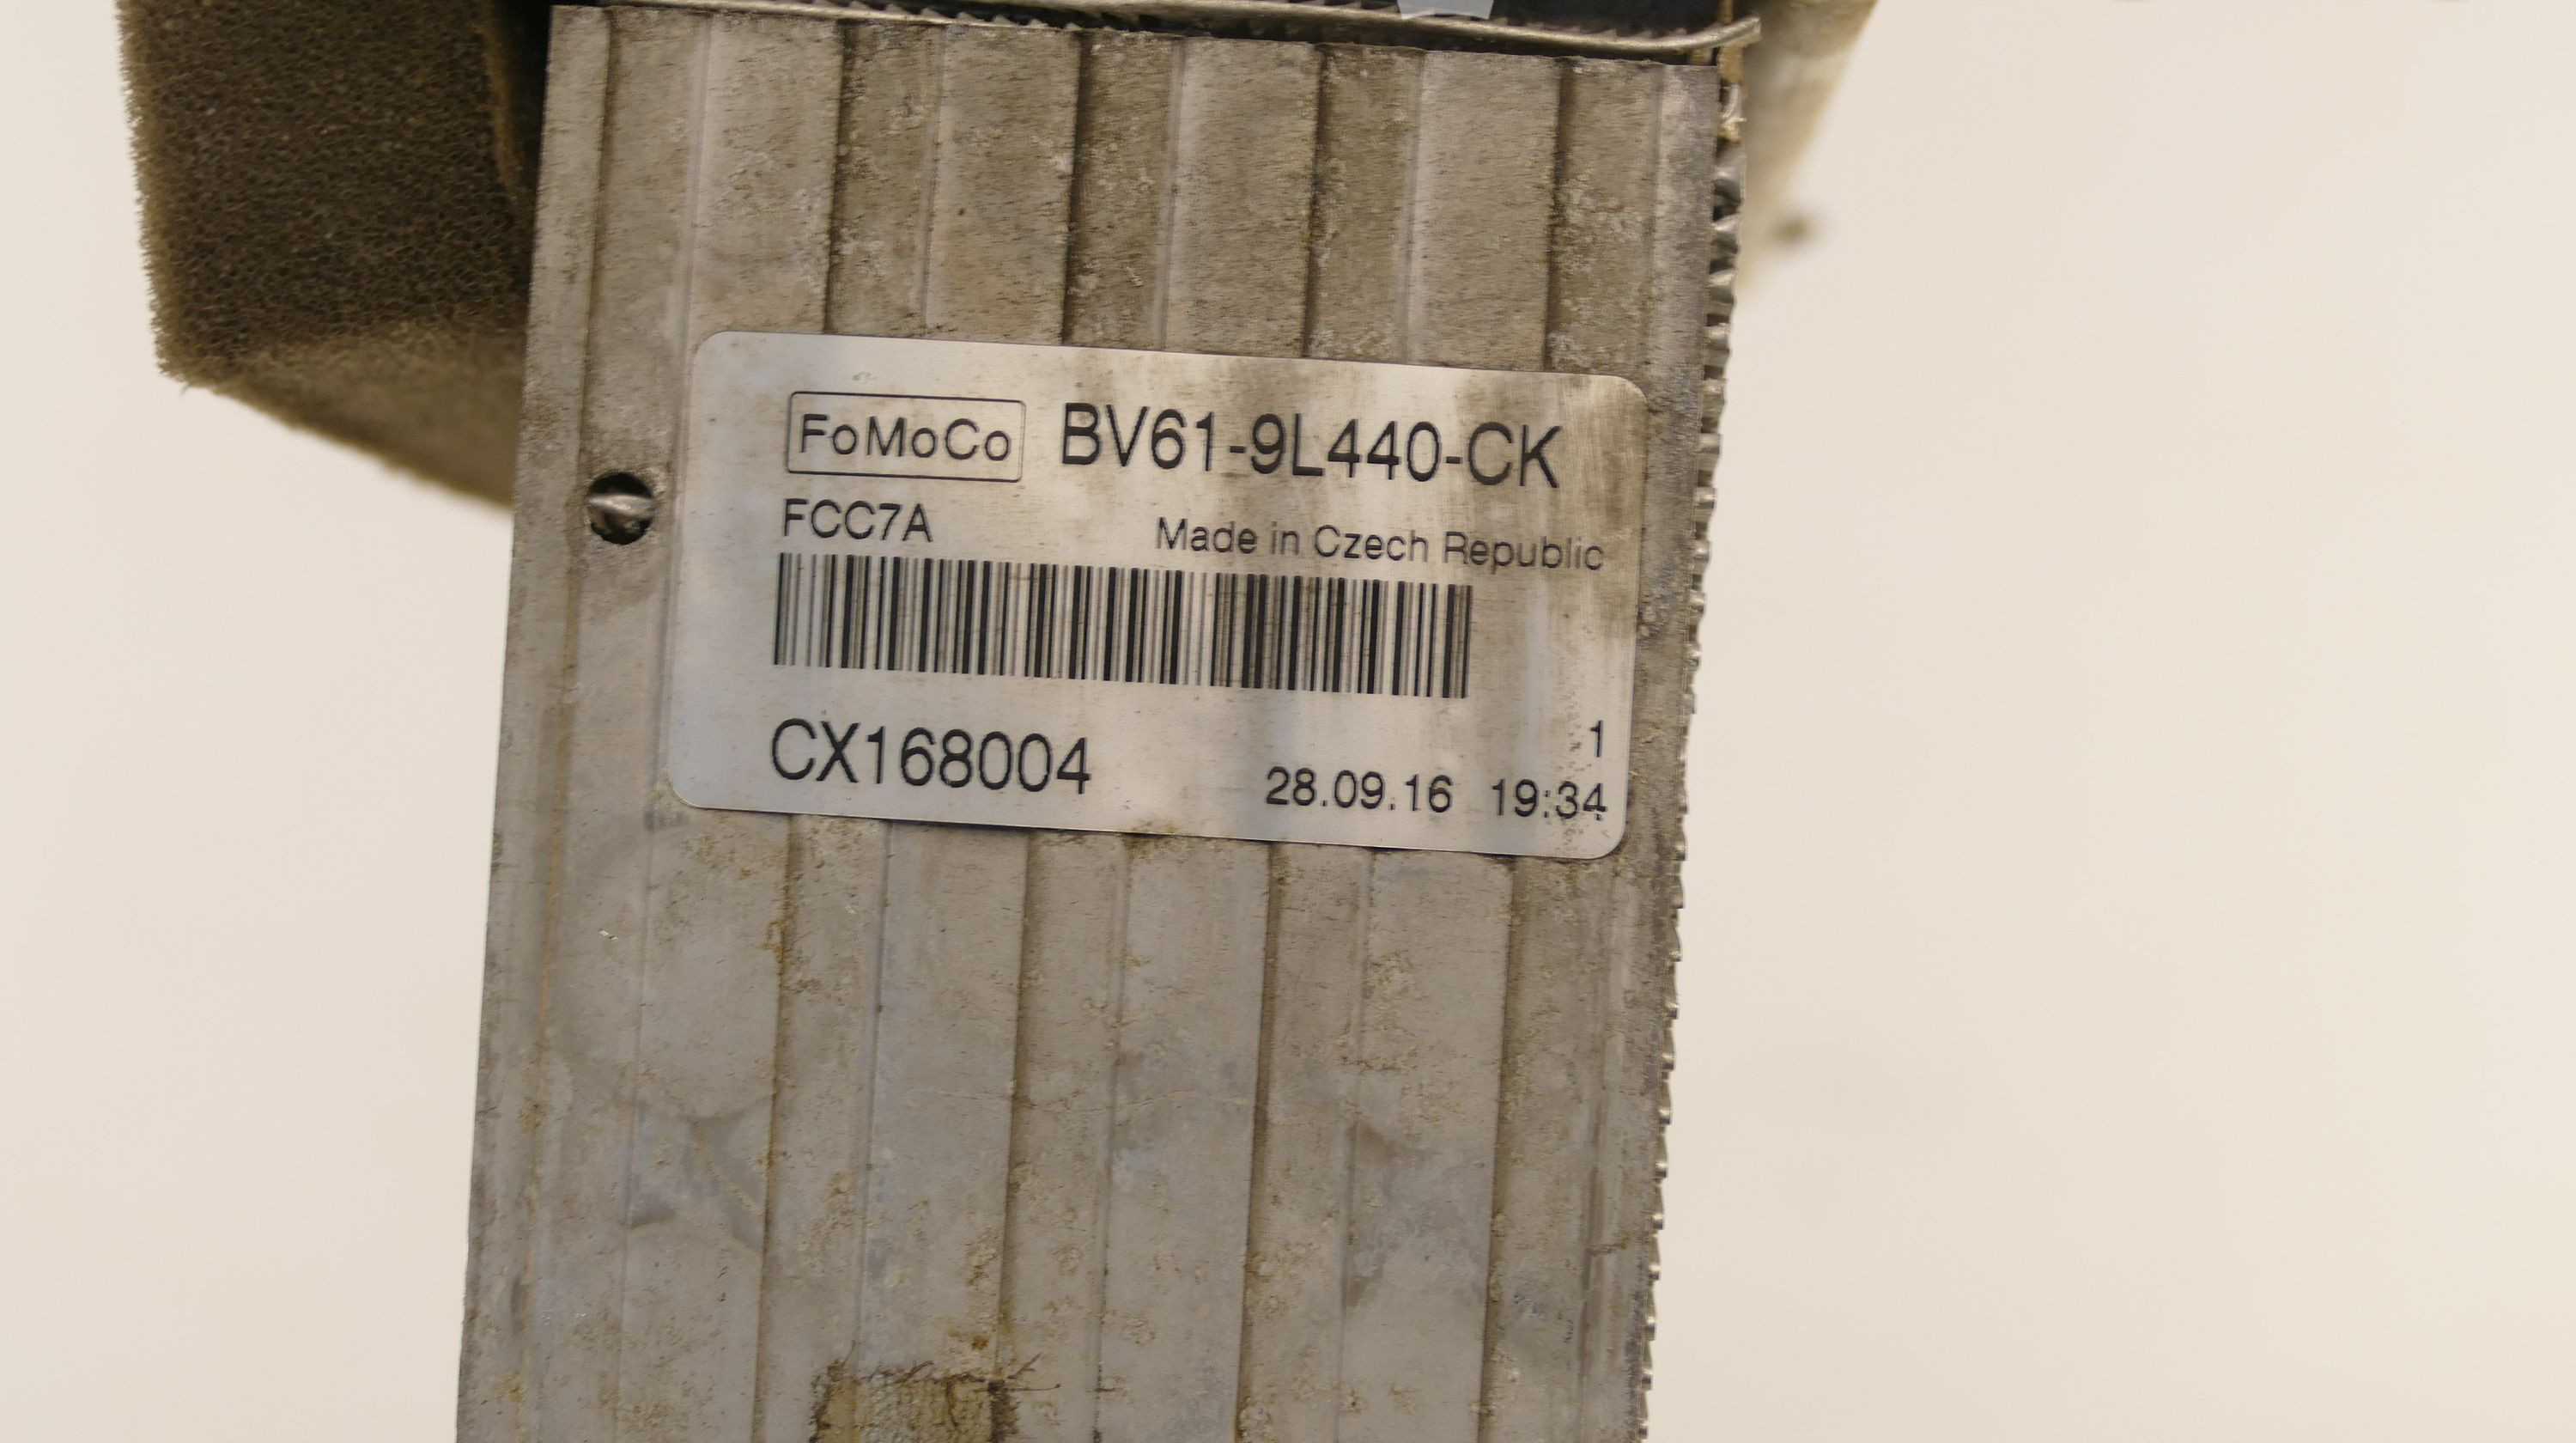 FoMoCo BV61-9L440-CK
FCC7A Made in Czech Republic
1
CX168004 28.09.16 19:34